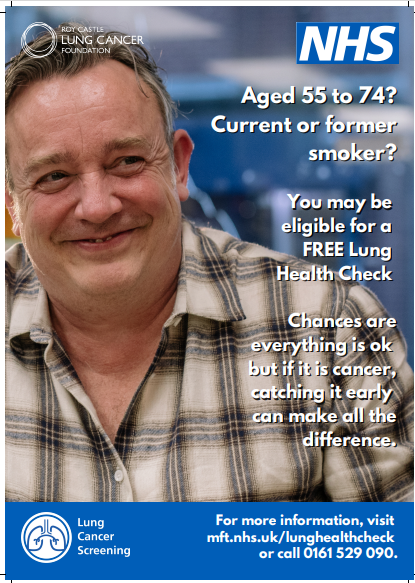 ROY CASTLE
LUNG CANCER
FOUNDATION
NHS
Aged 55 to 74?
Current or former
smoker?
You may be
eligible for a
FREE Lung
Health Check
Chances are
everything is ok
but if it is cancer,
catching it early
can make all the
difference.
Lung
Cancer
Screening
For more information, visit
mft.nhs.uk/lunghealthcheck
or call 0161 529 090.